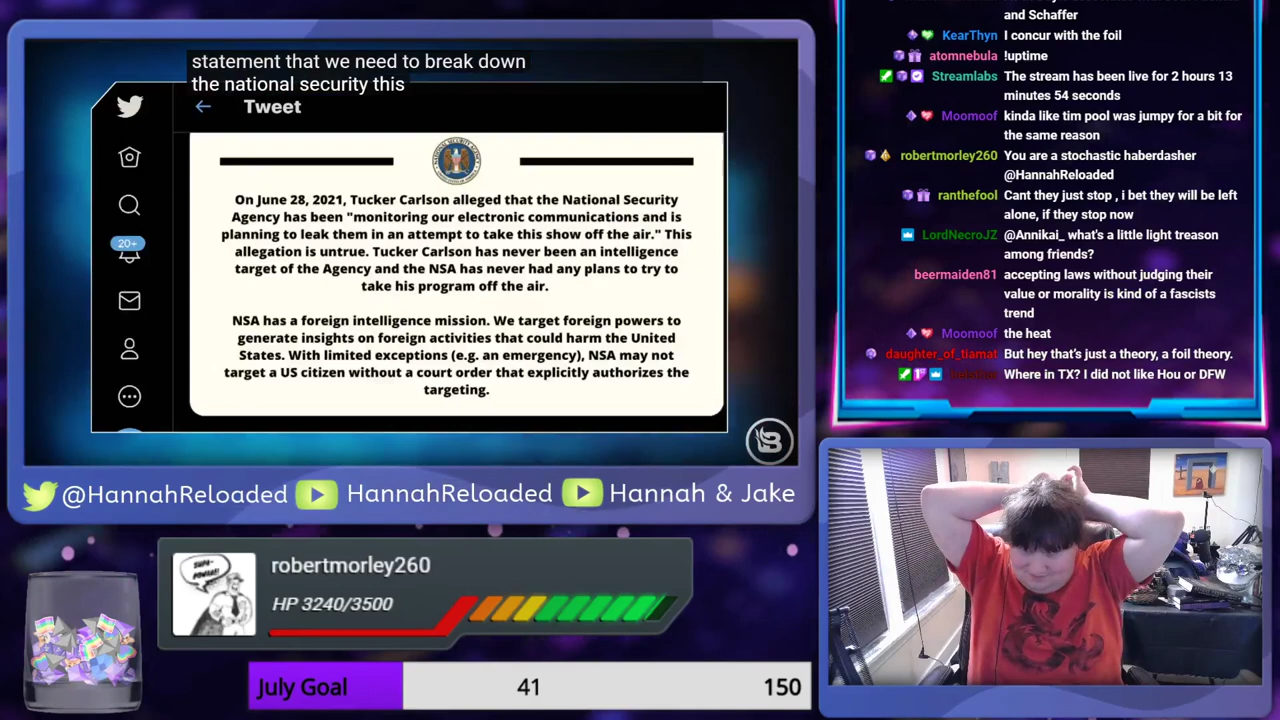 statement that we need to break down
the national security this
Tweet
On June 28, 2021, Tucker Carlson alleged that the National Security
Agency has been "monitoring our electronic communications and is
planning to leak them in an attempt to take this show off the air." This
allegation is untrue. Tucker Carlson has never been an intelligence
target of the Agency and the NSA has never had any plans to try to
take his program off the air.
NSA has a foreign intelligence mission. We target foreign powers to
generate insights on foreign activities that could harm the United
States. With limited exceptions (e.g. an emergency), NSA may not
target a US citizen without a court order that explicitly authorizes the
targeting.
20+
@HannahReloaded
HannahReloaded
Hannah & Jake
robertmorley260
HP 3240/3500
July Goal
41
150
and Schaffer
KearThyn I concur with the foil
atomnebula !uptime
Streamlabs The stream has been live for 2 hours 13
minutes 54 seconds
Moomoof kinda like tim pool was jumpy for a bit for
the same reason
robertmorley260 You are a stochastic haberdasher
@HannahReloaded
ranthefool Cant they just stop , i bet they will be left
alone, if they stop now
LordNecroJZ @Annikai_ what's a little light treason
among friends?
beermaiden81 accepting laws without judging their
value or morality is kind of a fascists
trend
Moomoof the heat
daughter_of_tiamat But hey that's just a theory, a foil theory.
Where in TX? I did not like Hou or DFW